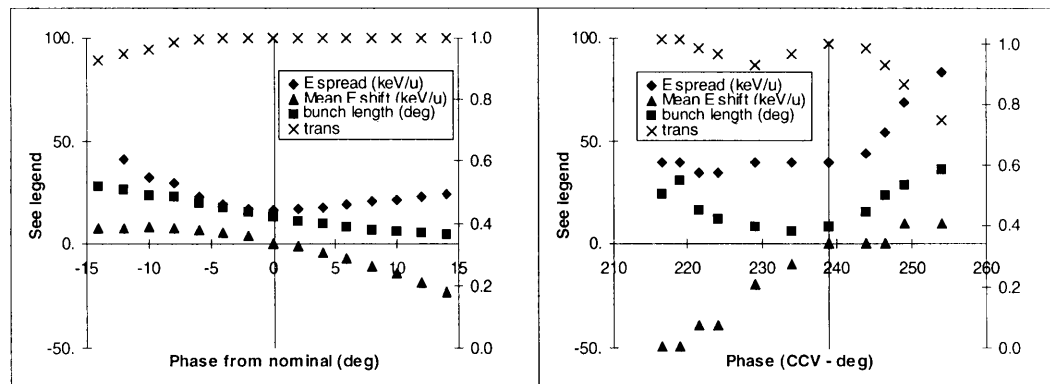 100.
50.
0.
-50.
See legend
-15
-10
-5
0
5
10
15
Phase from nominal (deg)
1.0
0.8
0.6
0.4
0.2
0.0
E spread (keV/u)
Mean E shift (keV/u)
bunch length (deg)
trans
100.
50.
0.
-50.
See legend
210
220
230
240
250
260
Phase (CCV - deg)
1.0
0.8
0.6
0.4
0.2
0.0
E spread (keV/u)
Mean E shift (keV/u)
bunch length (deg)
trans